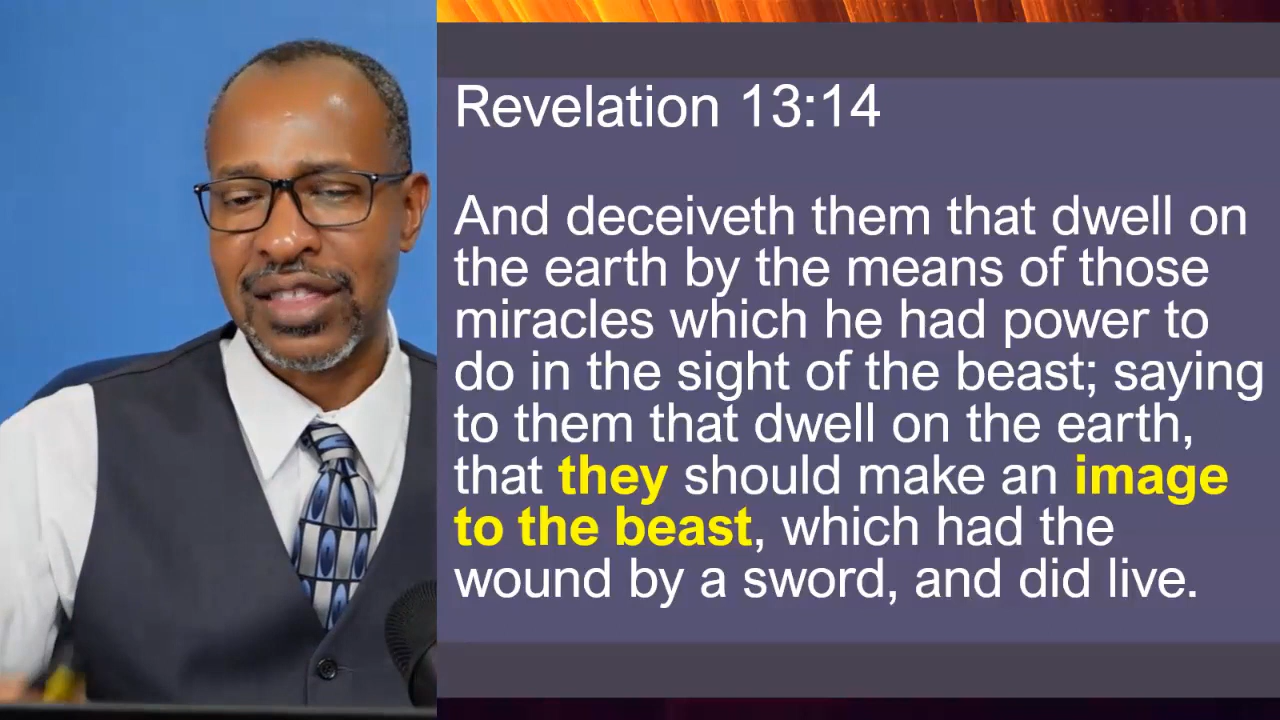 Revelation 13:14
And deceiveth them that dwell on
the earth by the means of those
miracles which he had power to
do in the sight of the beast; saying
to them that dwell on the earth,
that they should make an image
to the beast, which had the
wound by a sword, and did live.